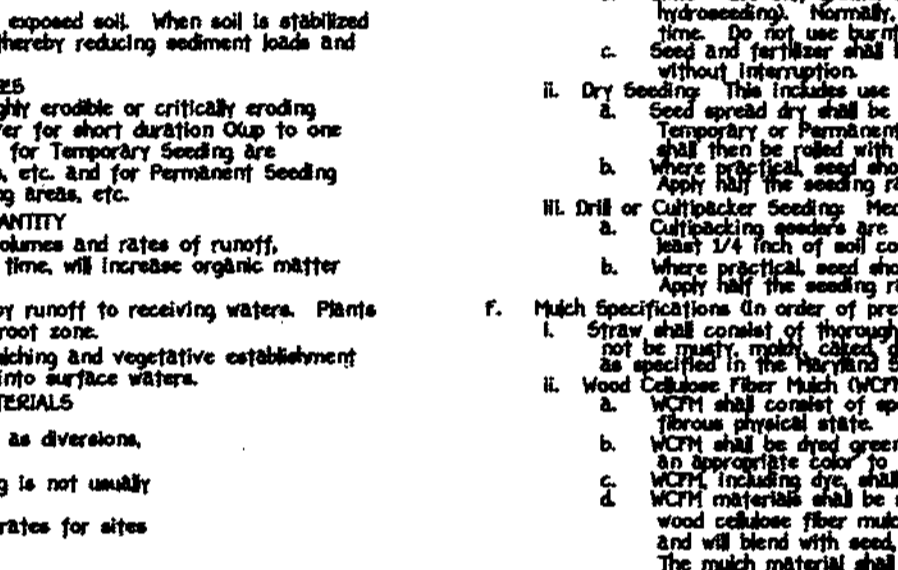 exposed soil. When soil is stabilized
thereby reducing sediment loads and
ES
ghly erodible or critically eroding
er for short duration (Xup to one
for Temporary Seeding are
, etc. and for Permanent Seeding
g areas, etc.
ANTITY
olumes and rates of runoff,
time, will increase organic matter
by runoff to receiving waters. Plants
root zone.
lching and vegetative establishment
into surface waters.
TERIALS
as diversions,
g is not usually
rates for sites
hydroseeding). Normally,
time. Do not use burnt
c. Seed and fertilizer shall
without interruption.
ii. Dry Seeding: This includes use
a. Seed spread dry shall be
Temporary or Permanent
shall then be rolled with
b. Where practical, seed sho
Apply half the seeding ra
iii. Drill or Cultipacker Seeding: Mec
a. Cultipacking seeders are
least 1/4 inch of soil co
b. Where practical, seed sho
Apply half the seeding ra
F. Mulch Specifications (In order of pre
i. Straw shall consist of thorough
not be musty, moldy, caked,
as specified in the Maryland S
ii. Wood Cellulose Fiber Mulch (WCFM
a. WCFM shall consist of sp
fibrous physical state.
b. WCFM shall be dyed green
an appropriate color to
c. WCFM, including dye, shall
d. WCFM materials shall be
wood cellulose fiber mulc
and will blend with seed,
The mulch material shall